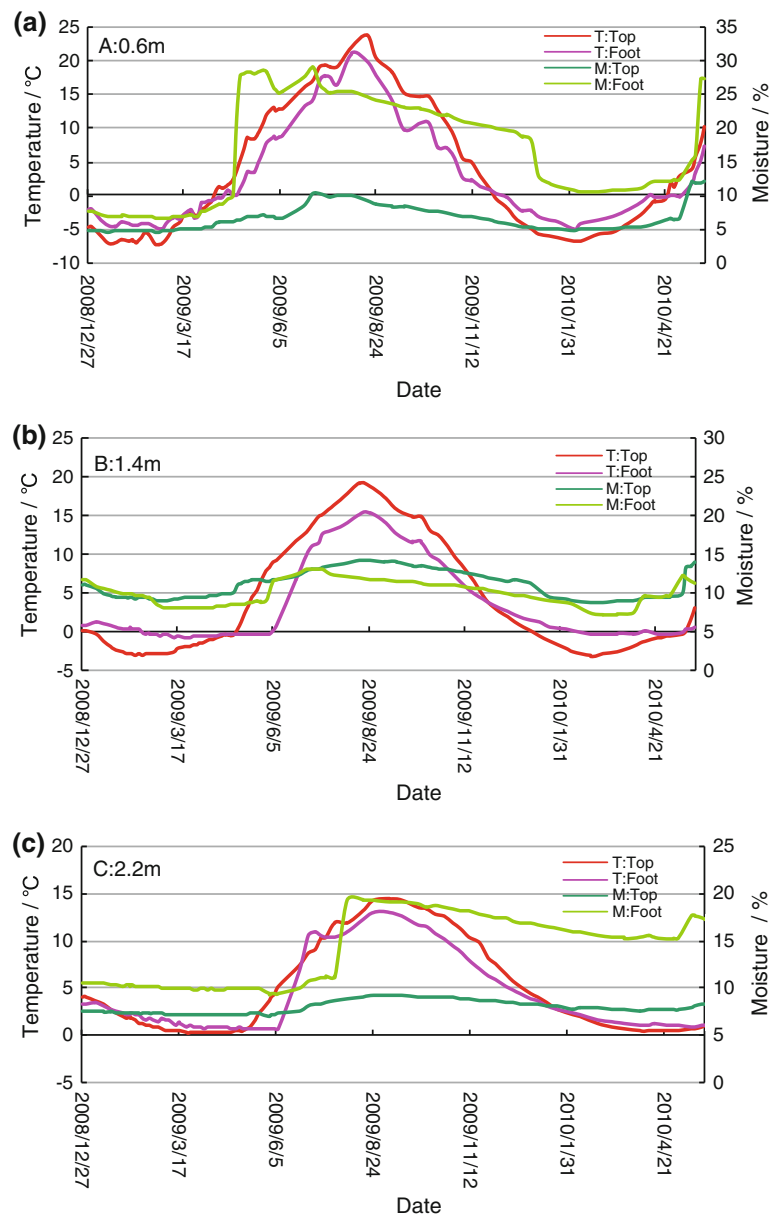 (a)
A:0.6m
T:Top
T:Foot
M:Top
M:Foot
Temperature / °C
25
20
15
10
5
0
-5
-10
Moisture / %
35
30
25
20
15
10
5
0
2008/12/27
2009/3/17
2009/6/5
2009/8/24
2009/11/12
2010/1/31
2010/4/21
Date
(b)
B:1.4m
T:Top
T:Foot
M:Top
M:Foot
Temperature / °C
25
20
15
10
5
0
-5
Moisture / %
30
25
20
15
10
5
0
2008/12/27
2009/3/17
2009/6/5
2009/8/24
2009/11/12
2010/1/31
2010/4/21
Date
(c)
C:2.2m
T:Top
T:Foot
M:Top
M:Foot
Temperature / °C
20
15
10
5
0
-5
Moisture / %
25
20
15
10
5
0
2008/12/27
2009/3/17
2009/6/5
2009/8/24
2009/11/12
2010/1/31
2010/4/21
Date